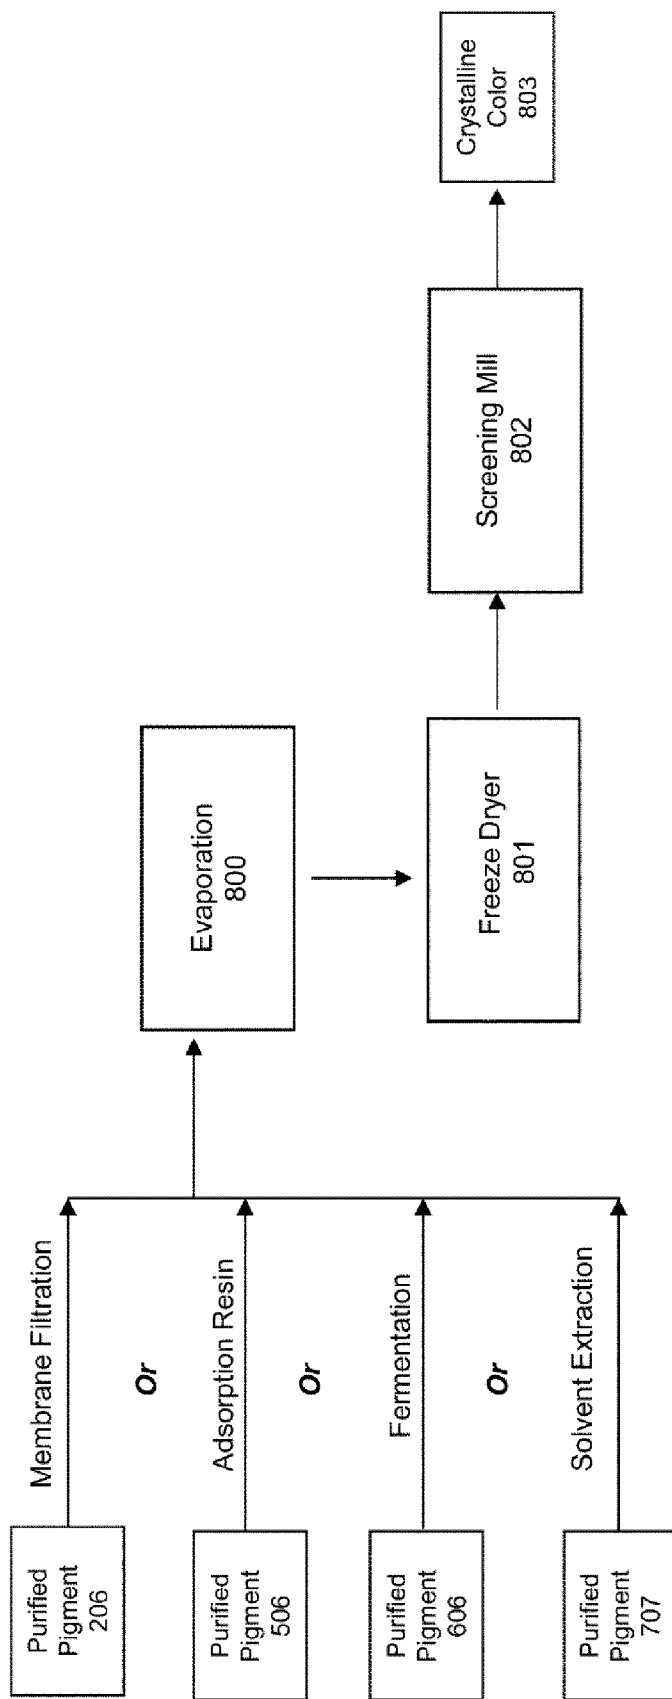 Purified
Pigment
206
Membrane Filtration
Or
Purified
Pigment
506
Adsorption Resin
Or
Purified
Pigment
606
Fermentation
Or
Purified
Pigment
707
Solvent Extraction
Evaporation
800
Freeze Dryer
801
Screening Mill
802
Crystalline
Color
803